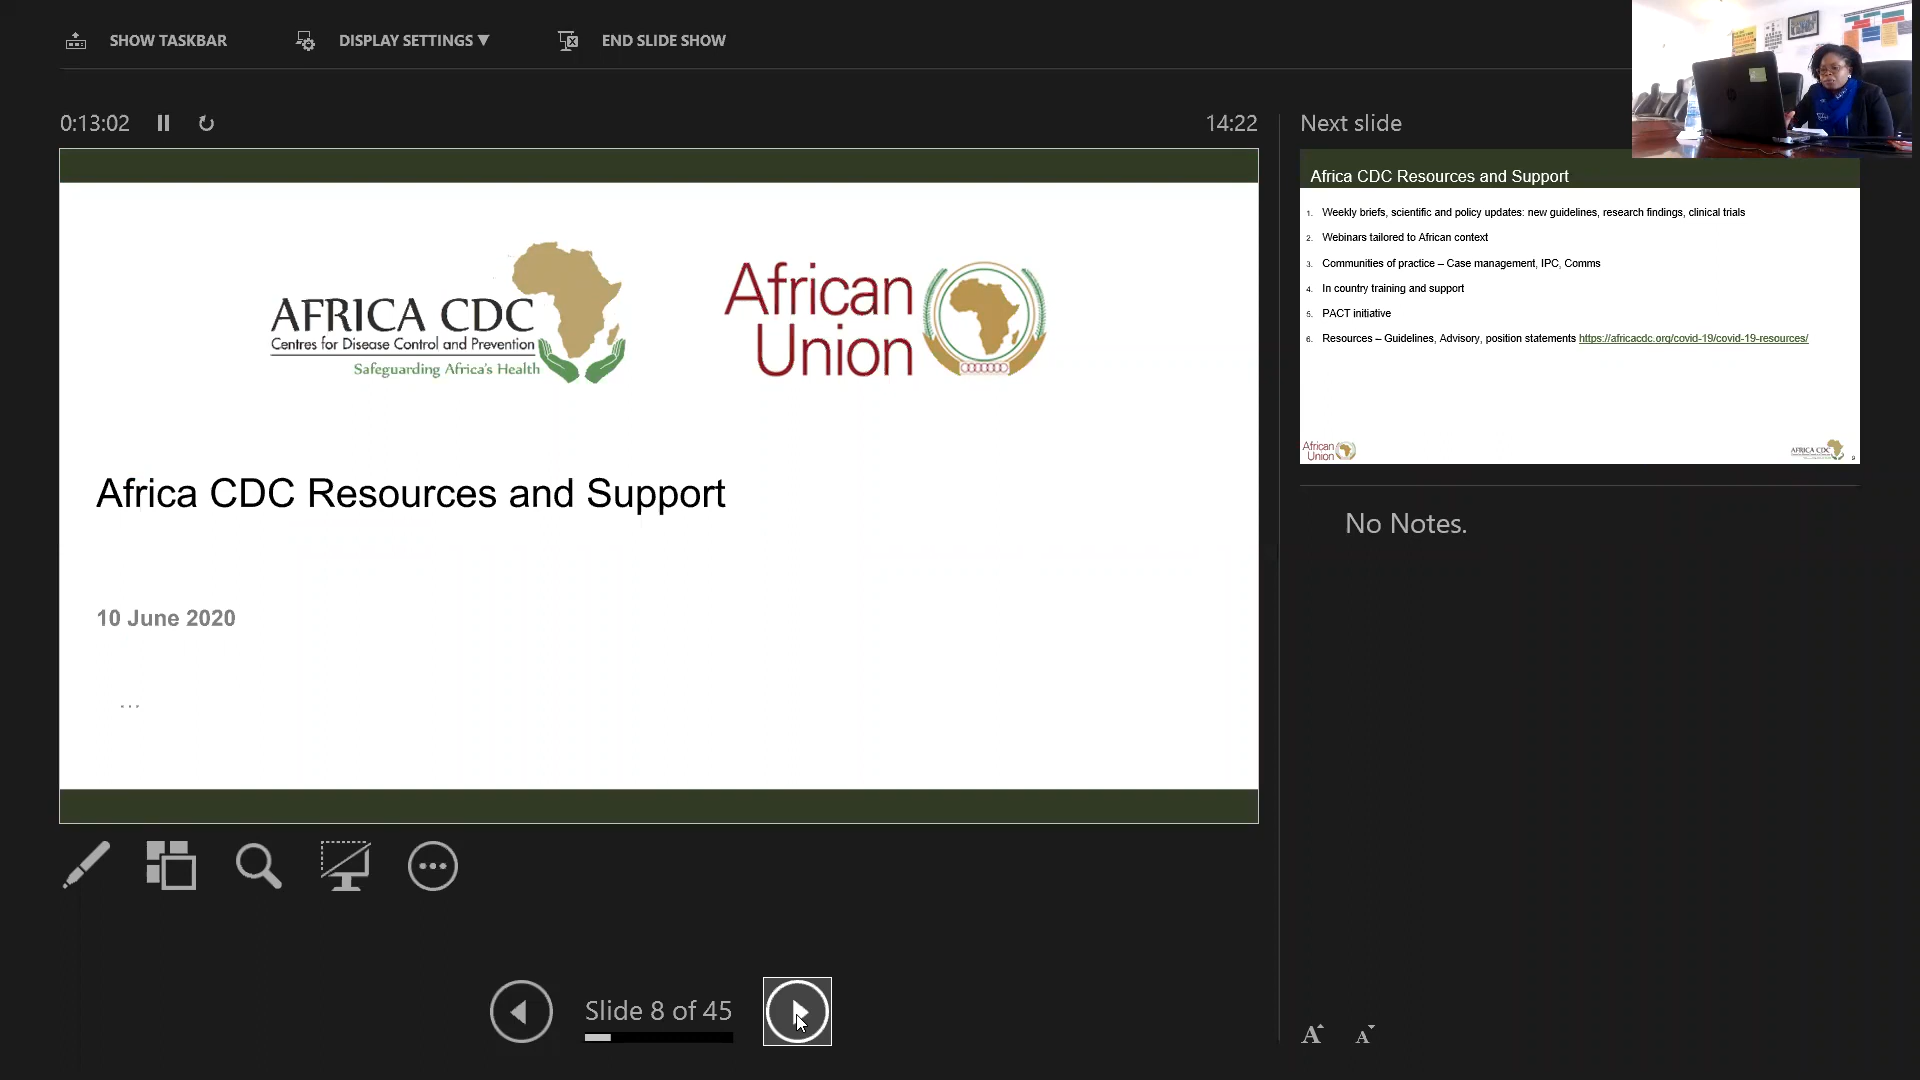 SHOW TASKBAR
DISPLAY SETTINGS ▼
END SLIDE SHOW
0:13:02
14:22
Next slide
AFRICA CDC
Centres for Disease Control and Prevention
Safeguarding Africa's Health
African
Union
Africa CDC Resources and Support
10 June 2020
...
Africa CDC Resources and Support
1. Weekly briefs, scientific and policy updates: new guidelines, research findings, clinical trials
2. Webinars tailored to African context
3. Communities of practice – Case management, IPC, Comms
4. In country training and support
5. PACT initiative
6. Resources – Guidelines, Advisory, position statements https://africacdc.org/covid-19/covid-19-resources/
African
Union
AFRICA CDC
9
No Notes.
Slide 8 of 45
A A